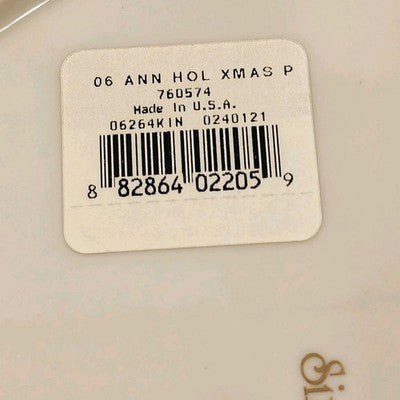 06 ANN HOL XMAS P
760574
Made In U.S.A.
06264KIN 0240121
8 82864 02205 9